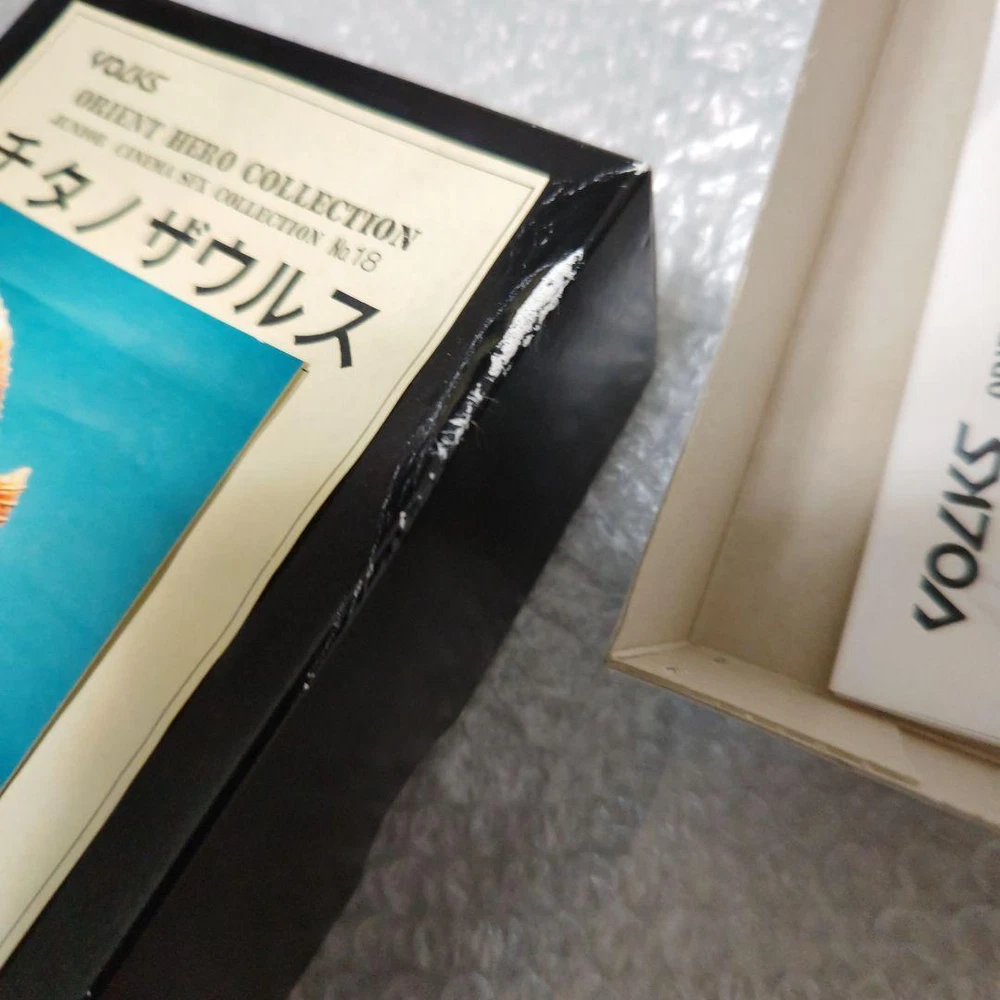 VOLKS
ORIENT HERO COLLECTION
JUNIOR CINEMA SFX COLLECTION №18
チタノザウルス
VOLKS